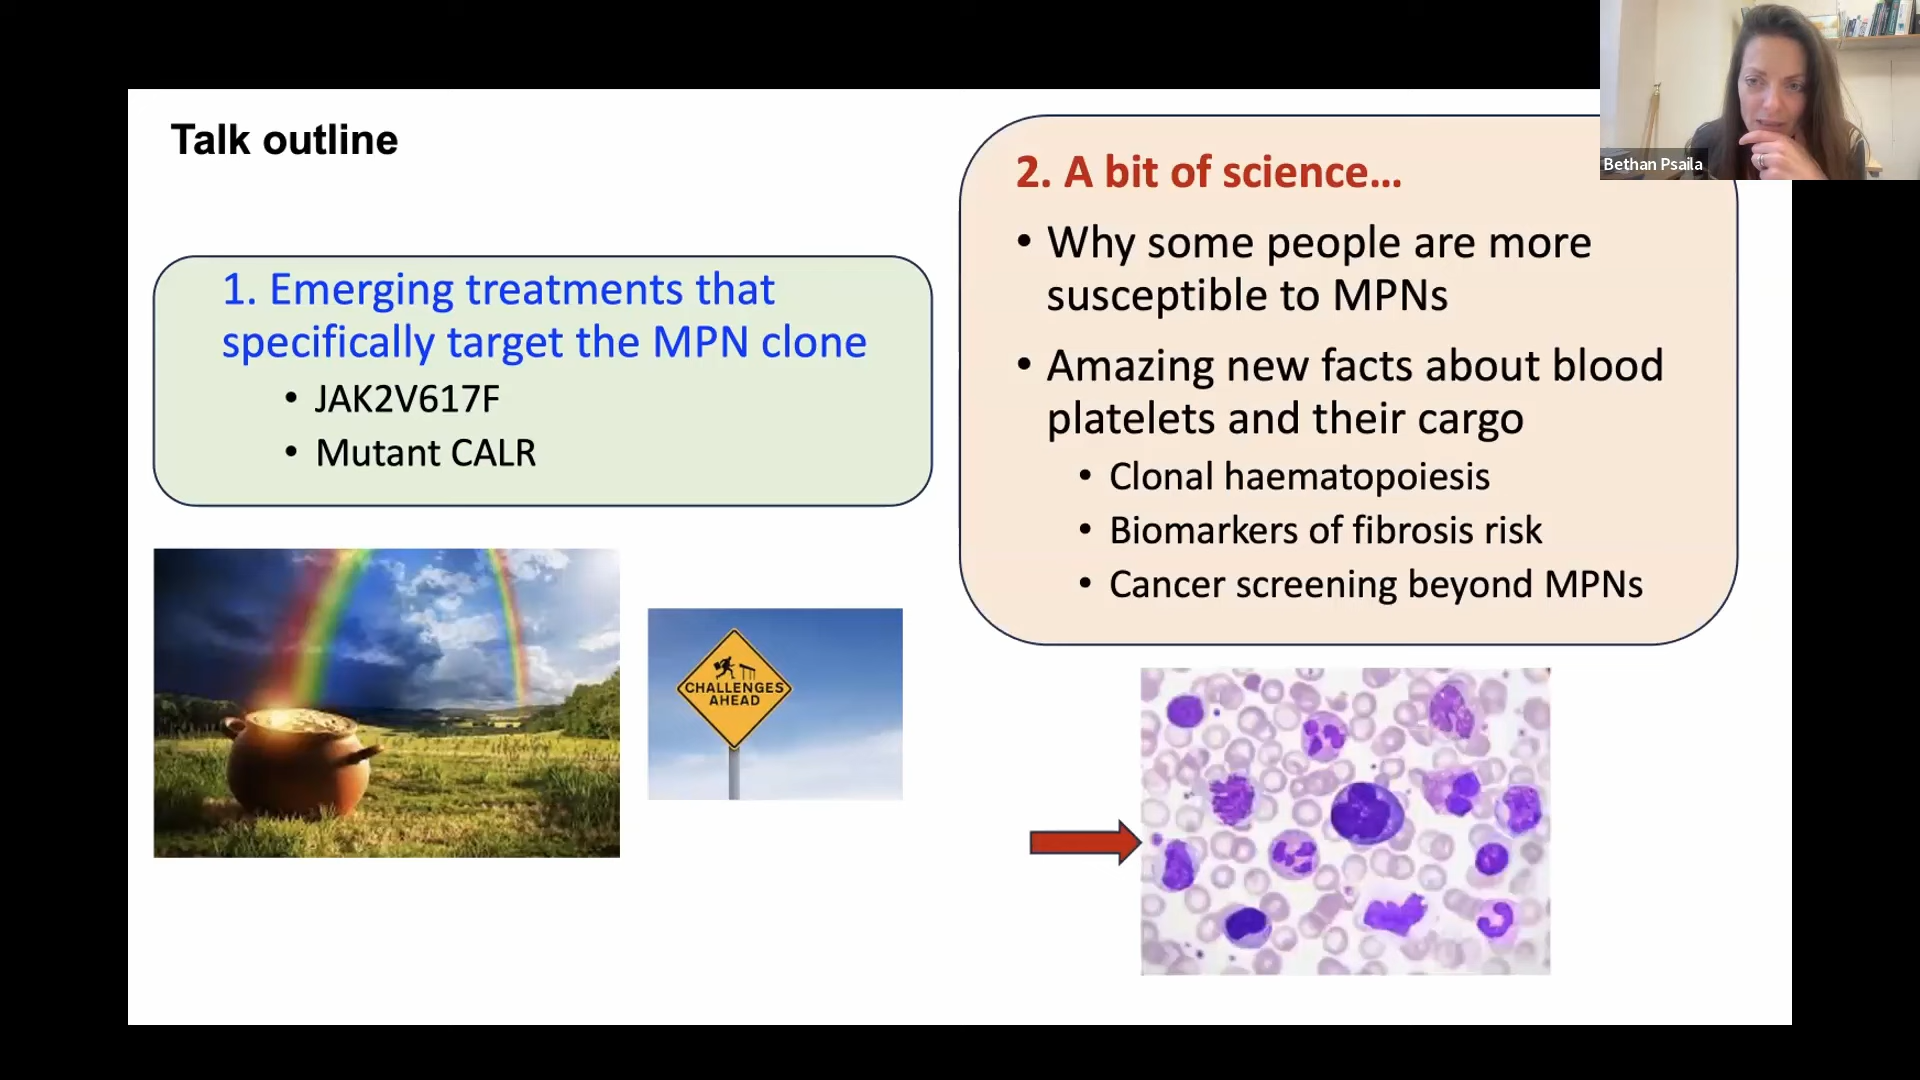 Talk outline
1. Emerging treatments that
specifically target the MPN clone
• JAK2V617F
• Mutant CALR
CHALLENGES
AHEAD
2. A bit of science...
• Why some people are more
susceptible to MPNs
• Amazing new facts about blood
platelets and their cargo
• Clonal haematopoiesis
• Biomarkers of fibrosis risk
• Cancer screening beyond MPNs
Bethan Psaila